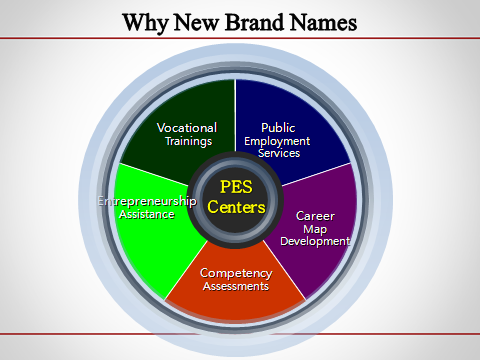 Why New Brand Names
Vocational
Trainings
Public
Employment
Services
Entrepreneurship
Assistance
PES
Centers
Career
Map
Development
Competency
Assessments